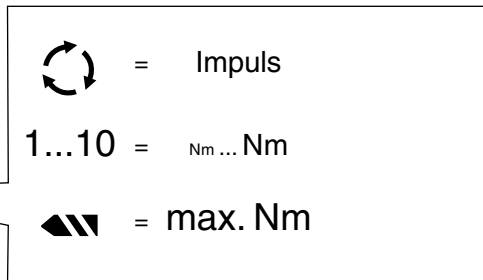 = Impuls
1...10 = Nm ... Nm
= max. Nm